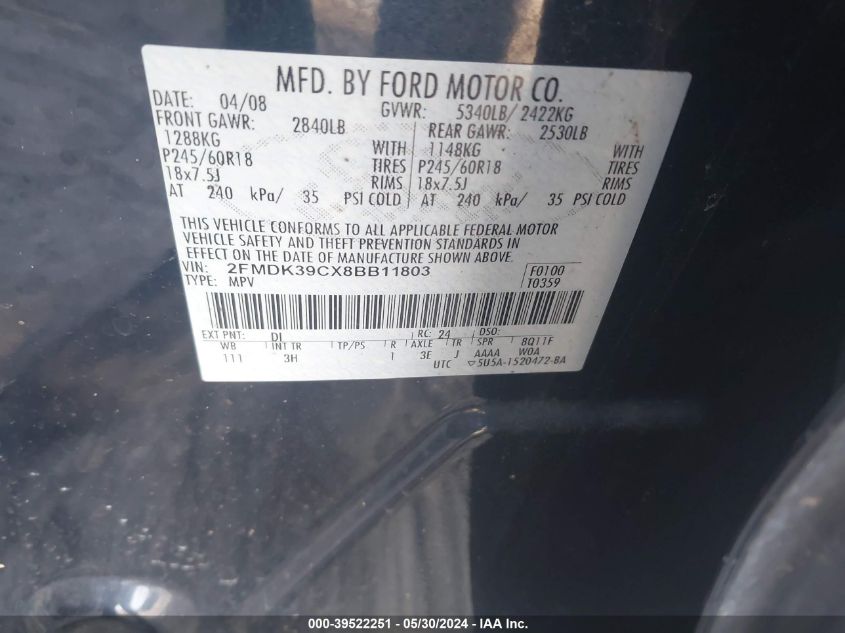 MFD. BY FORD MOTOR CO.
DATE: 04/08 GVWR: 5340LB/ 2422KG
FRONT GAWR: 2840LB REAR GAWR: 2530LB
1288KG WITH 1148KG WITH
P245/60R18 TIRES P245/60R18 TIRES
18x7.5J RIMS 18x7.5J RIMS
AT 240 kPa/ 35 PSI COLD AT 240 kPa/ 35 PSI COLD
THIS VEHICLE CONFORMS TO ALL APPLICABLE FEDERAL MOTOR
VEHICLE SAFETY AND THEFT PREVENTION STANDARDS IN
EFFECT ON THE DATE OF MANUFACTURE SHOWN ABOVE.
VIN: 2FMDK39CX8BB11803 F0100
TYPE: MPV T0359
EXT PNT: DI RC: 24 DSO:
WB INT TR TP/PS R AXLE TR SPR 8Q11F
111 3H 1 3E J AAAA W0A
UTC 5U5A-1520472-BA
000-39522251 - 05/30/2024 - IAA Inc.